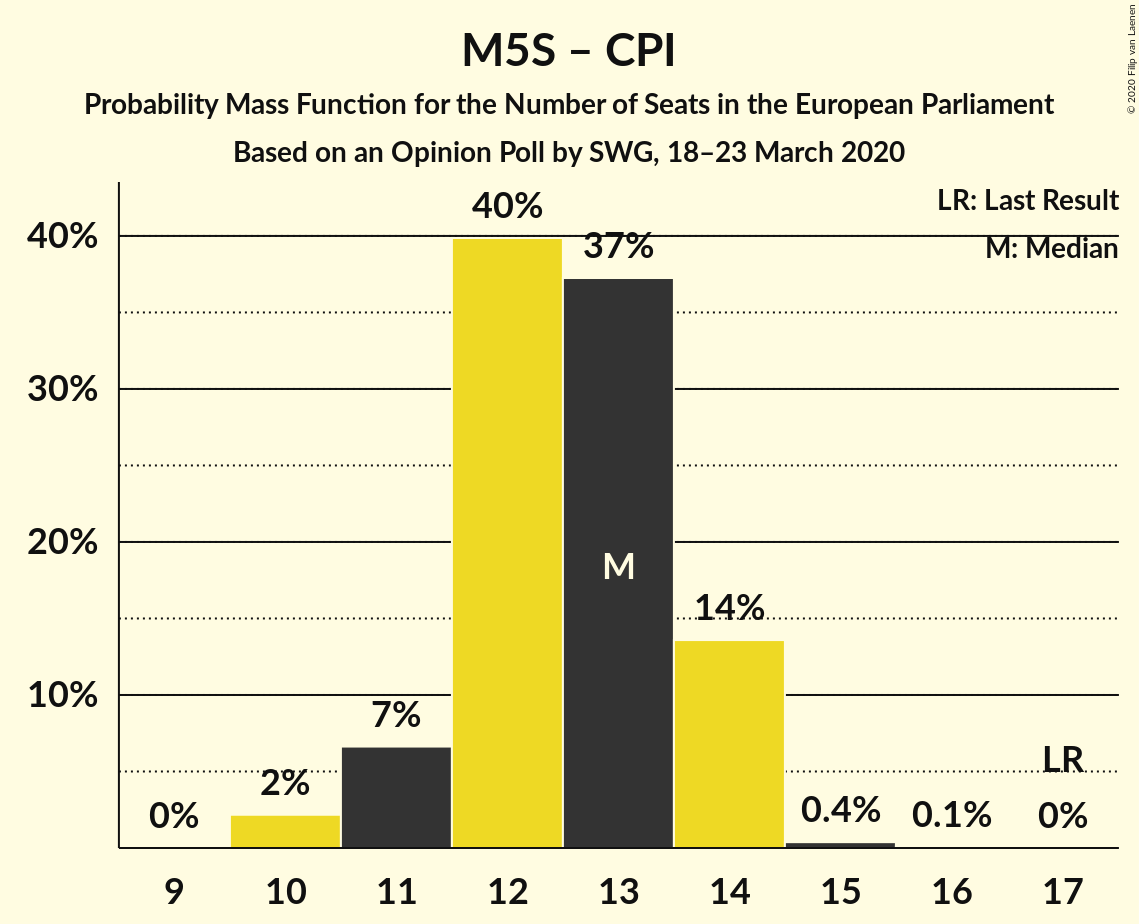 M5S – CPI
Probability Mass Function for the Number of Seats in the European Parliament
Based on an Opinion Poll by SWG, 18–23 March 2020
© 2020 Filip van Laenen
LR: Last Result
M: Median
40%
30%
20%
10%
0%
2%
7%
40%
37%
M
14%
0.4%
0.1%
LR
0%
9 10 11 12 13 14 15 16 17